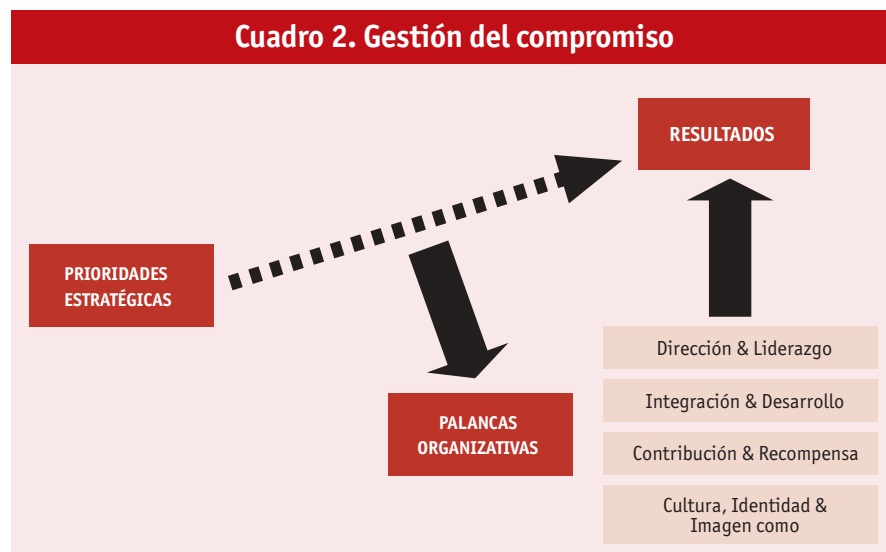 Cuadro 2. Gestión del compromiso
RESULTADOS
PRIORIDADES
ESTRATÉGICAS
PALANCAS
ORGANIZATIVAS
Dirección & Liderazgo
Integración & Desarrollo
Contribución & Recompensa
Cultura, Identidad &
Imagen como